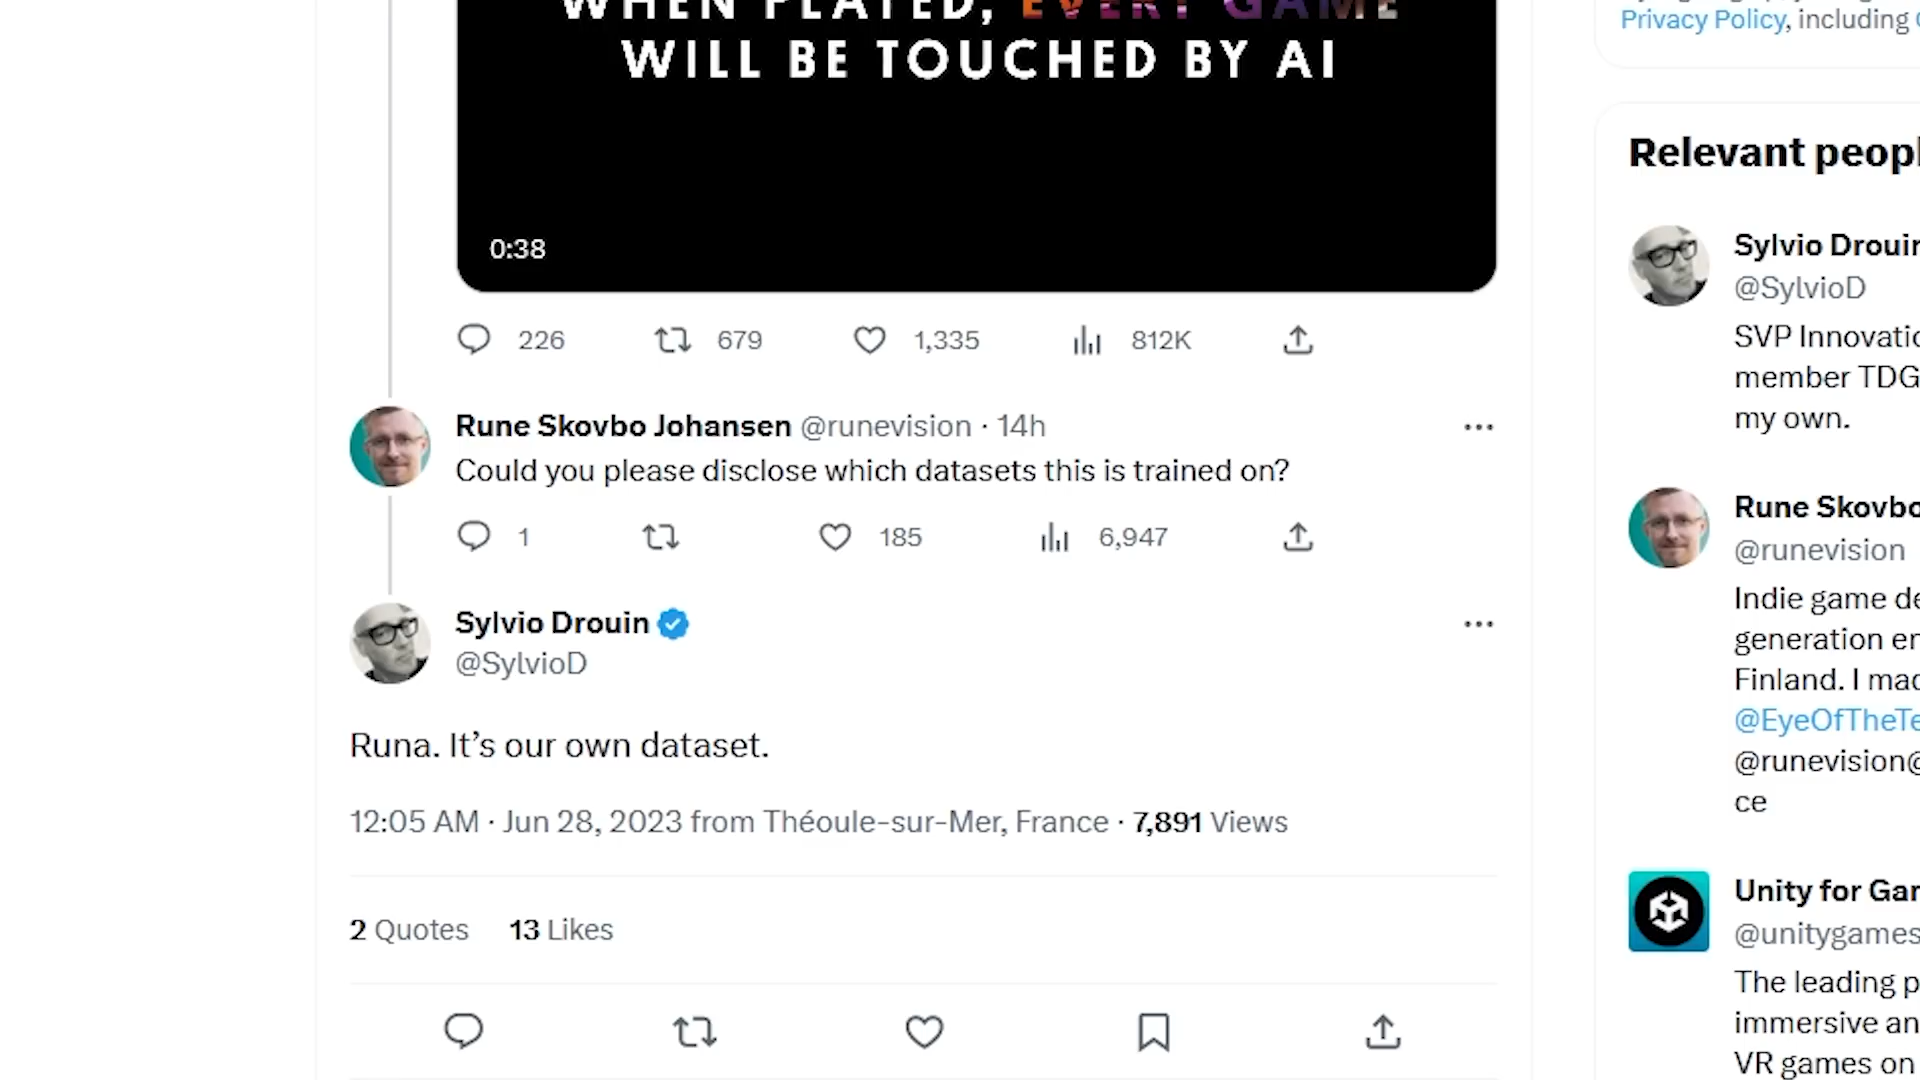 WHEN PLAYED, EVERY GAME
WILL BE TOUCHED BY AI
0:38
226 679 1,335 812K
Rune Skovbo Johansen @runevision · 14h
Could you please disclose which datasets this is trained on?
1 185 6,947
Sylvio Drouin
@SylvioD
Runa. It’s our own dataset.
12:05 AM · Jun 28, 2023 from Théoule-sur-Mer, France · 7,891 Views
2 Quotes 13 Likes
Privacy Policy, including
Relevant peopl
Sylvio Drouin
@SylvioD
SVP Innovatio
member TDG
my own.
Rune Skovbo
@runevision
Indie game de
generation en
Finland. I mad
@EyeOfTheTe
@runevision@
ce
Unity for Gam
@unitygames
The leading p
immersive an
VR games on